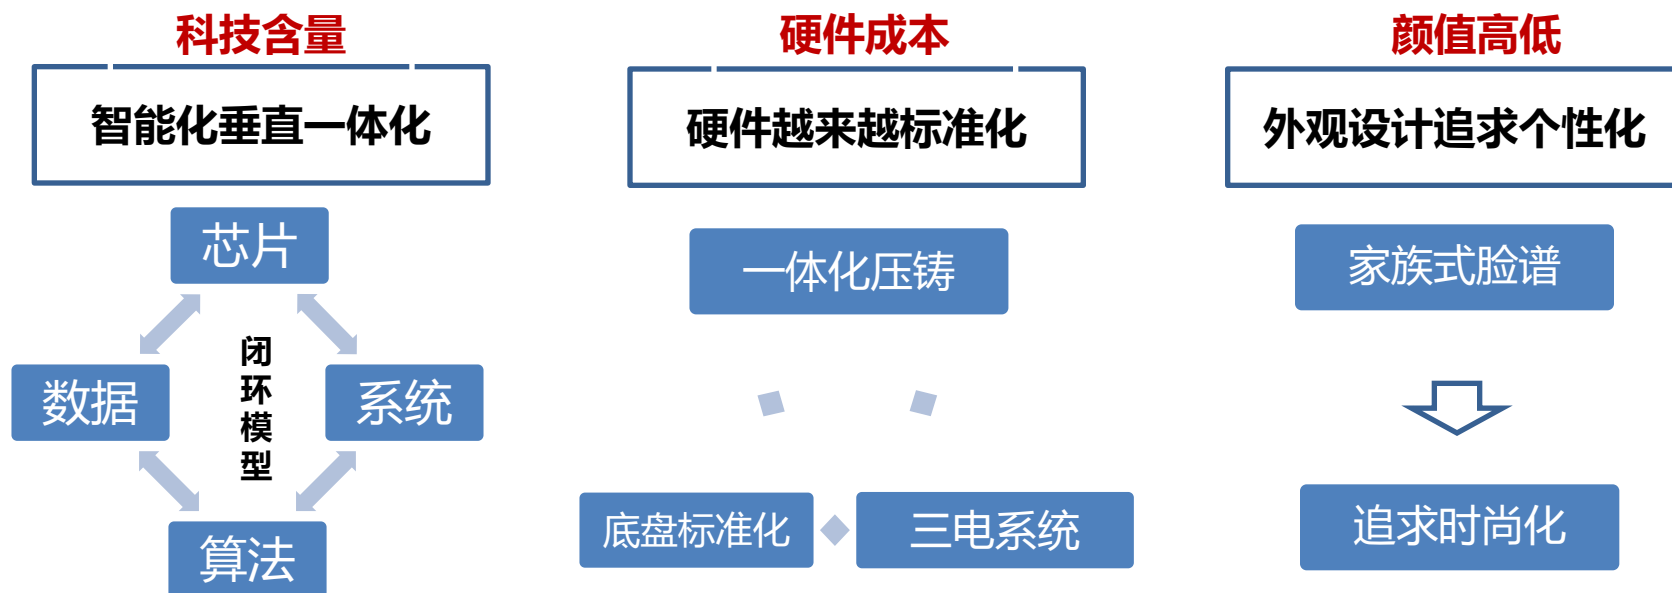 科技含量
智能化垂直一体化
芯片
数据
闭环模型
系统
算法
硬件成本
硬件越来越标准化
一体化压铸
底盘标准化
三电系统
颜值高低
外观设计追求个性化
家族式脸谱
追求时尚化